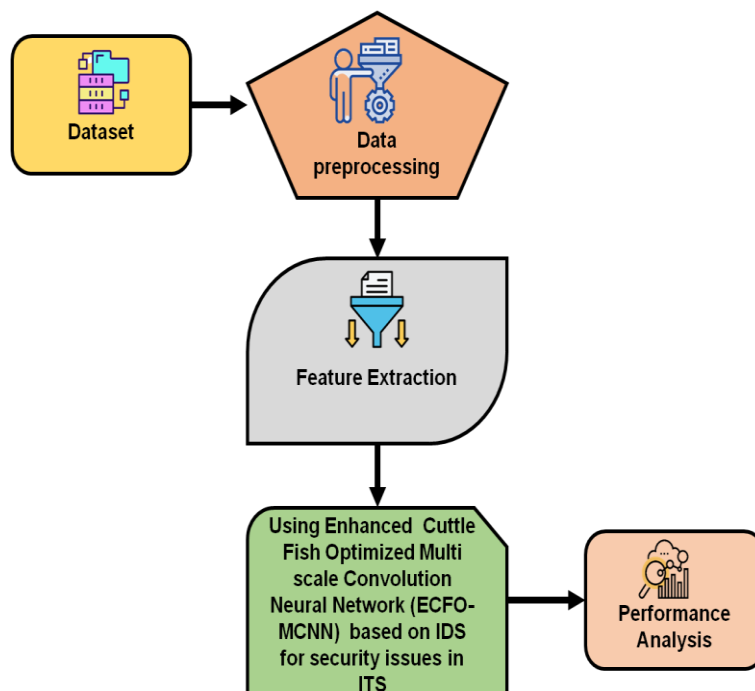 Dataset
Data
preprocessing
Feature Extraction
Using Enhanced Cuttle
Fish Optimized Multi
scale Convolution
Neural Network (ECFO-
MCNN) based on IDS
for security issues in
ITS
Performance
Analysis